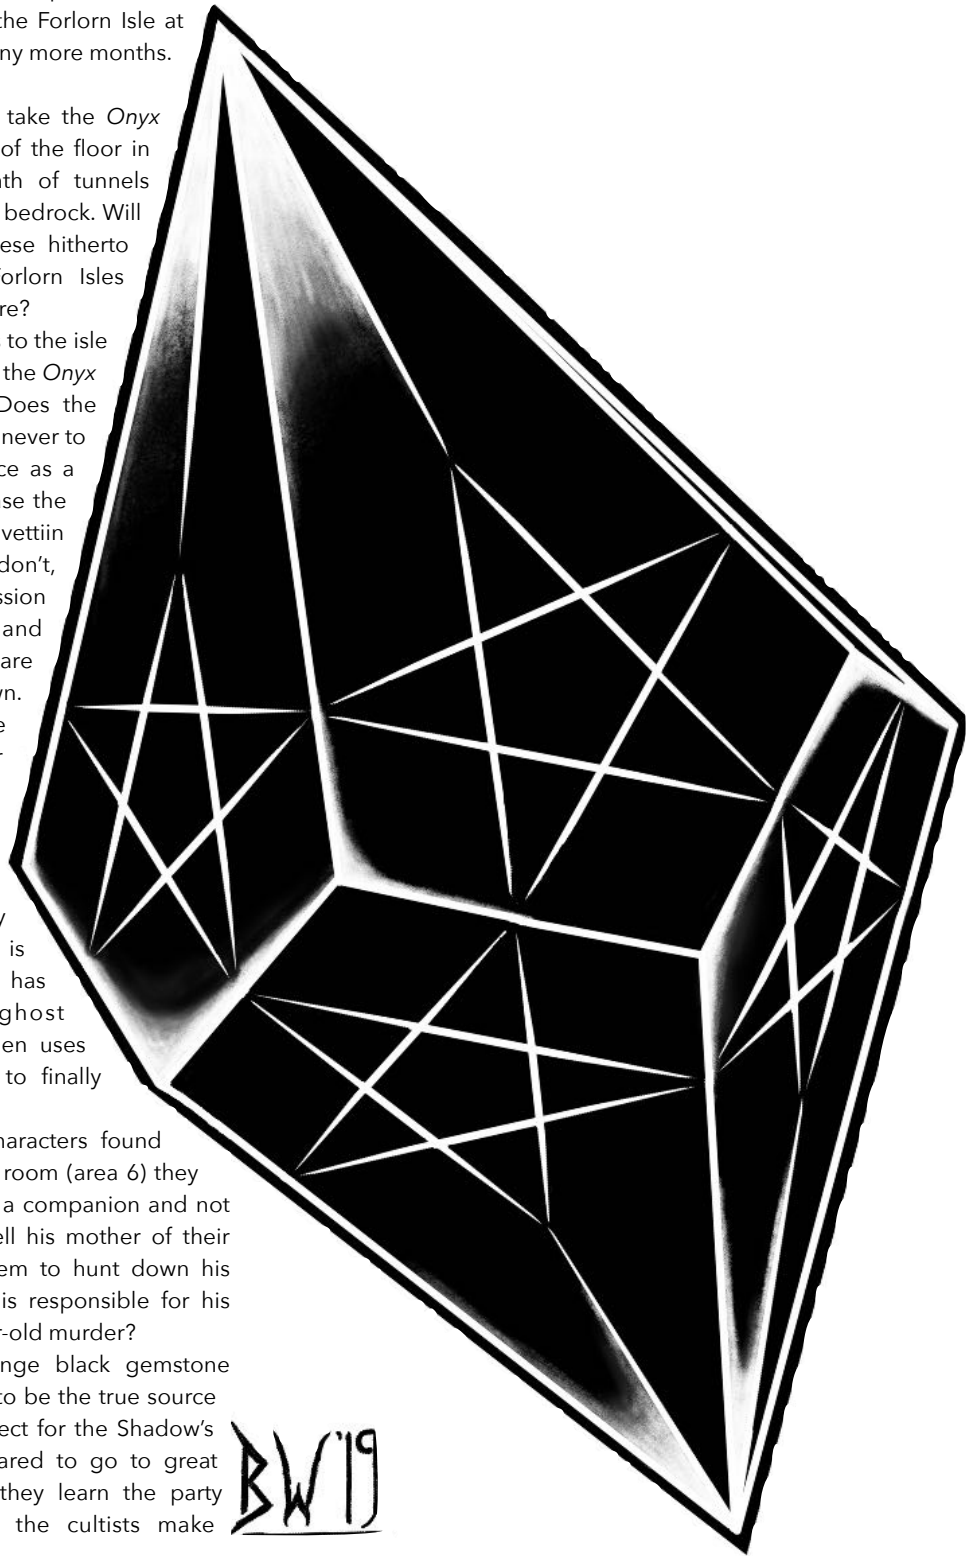 the Forlorn Isle at
ny more months.
take the Onyx
of the floor in
th of tunnels
bedrock. Will
ese hitherto
orlorn Isles
re?
to the isle
the Onyx
Does the
never to
ce as a
se the
vettiin
don't,
ssion
and
are
wn.
e
r
y
is
has
ghost
en uses
to finally
haracters found
room (area 6) they
a companion and not
ell his mother of their
em to hunt down his
is responsible for his
r-old murder?
nge black gemstone
to be the true source
ect for the Shadow's
ared to go to great
they learn the party
the cultists make
BW '19